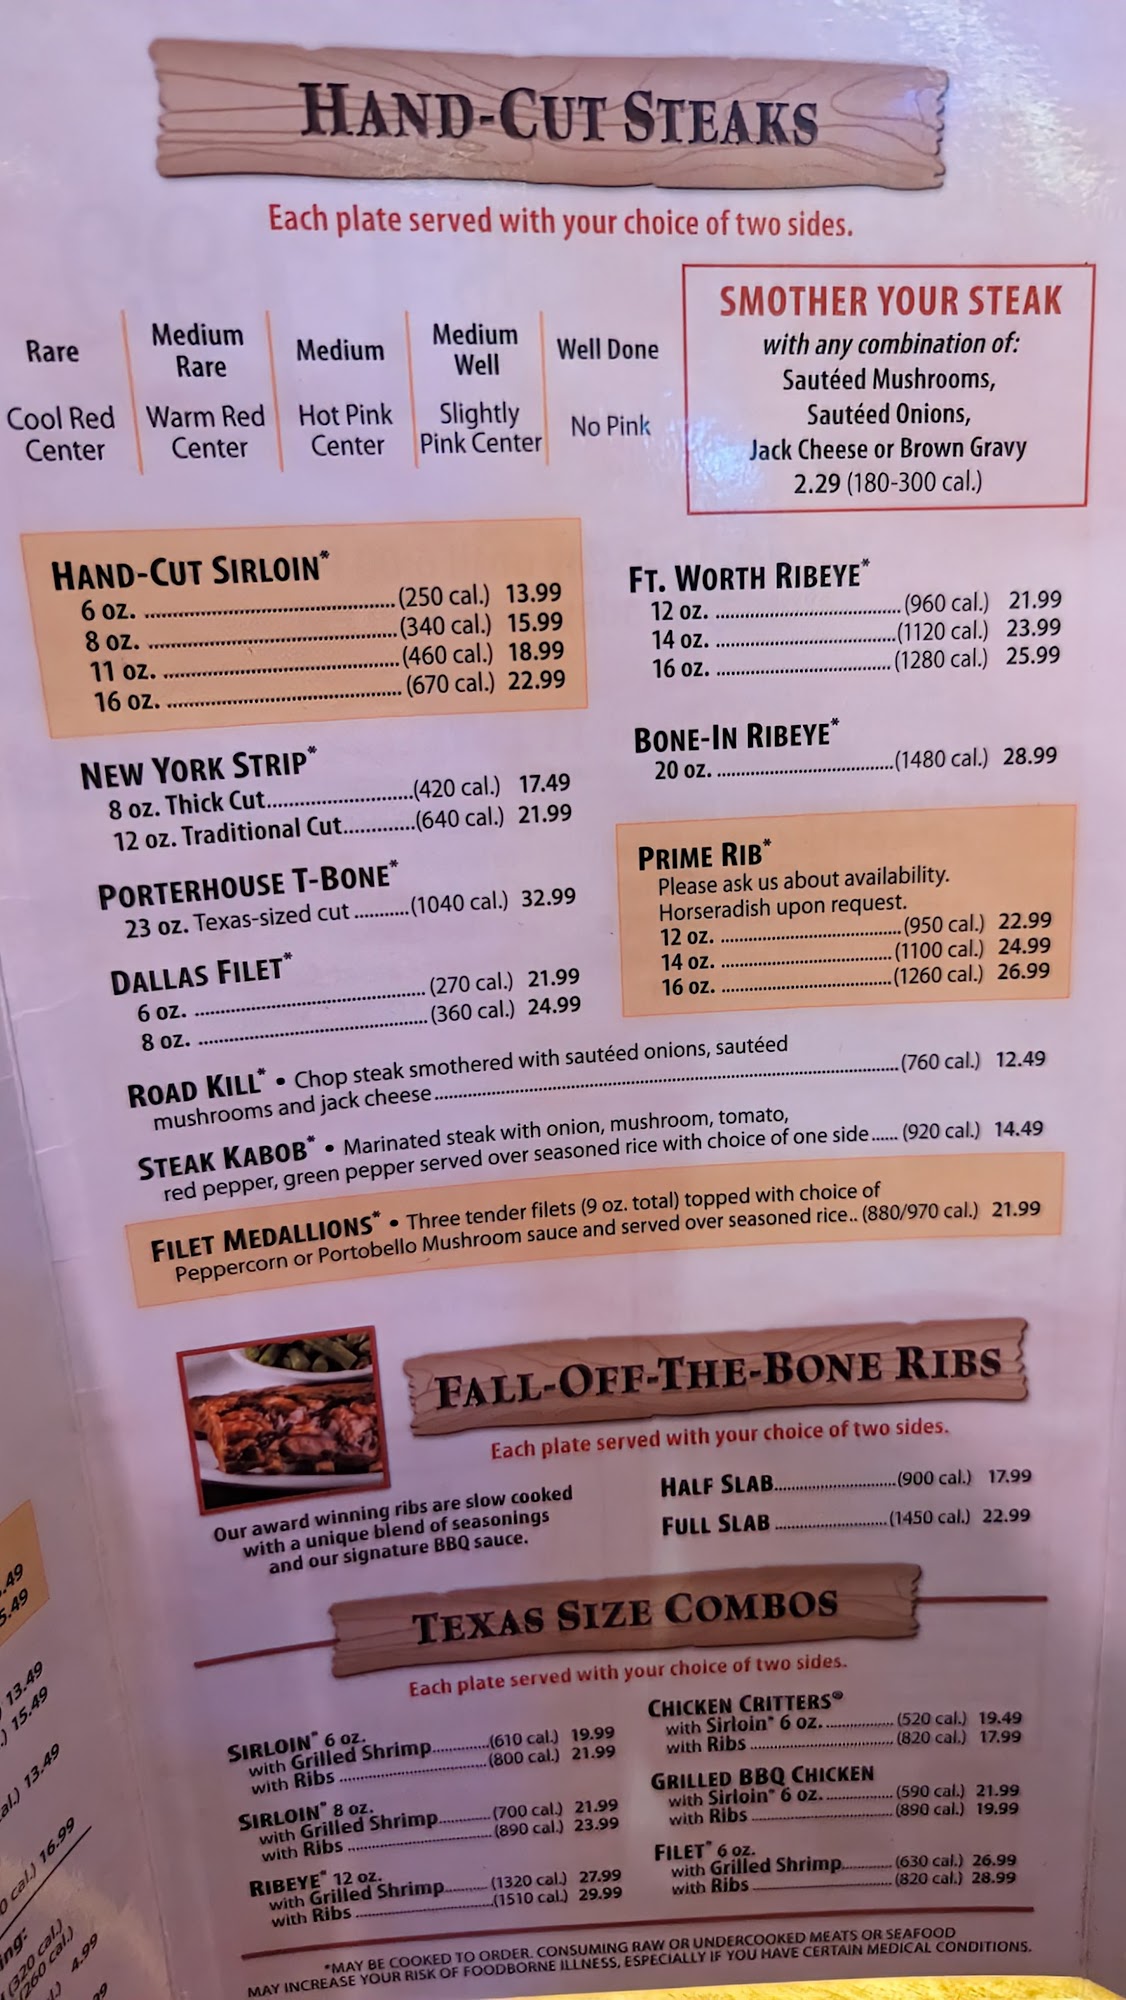 HAND-CUT STEAKS
Each plate served with your choice of two sides.
Rare
Cool Red
Center
Medium
Rare
Warm Red
Center
Medium
Hot Pink
Center
Medium
Well
Slightly
Pink Center
Well Done
No Pink
SMOTHER YOUR STEAK
with any combination of:
Sautéed Mushrooms,
Sautéed Onions,
Jack Cheese or Brown Gravy
2.29 (180-300 cal.)
HAND-CUT SIRLOIN*
6 oz. (250 cal.) 13.99
8 oz. (340 cal.) 15.99
11 oz. (460 cal.) 18.99
16 oz. (670 cal.) 22.99
NEW YORK STRIP*
8 oz. Thick Cut (420 cal.) 17.49
12 oz. Traditional Cut (640 cal.) 21.99
PORTERHOUSE T-BONE*
23 oz. Texas-sized cut (1040 cal.) 32.99
DALLAS FILET*
6 oz. (270 cal.) 21.99
8 oz. (360 cal.) 24.99
FT. WORTH RIBEYE*
12 oz. (960 cal.) 21.99
14 oz. (1120 cal.) 23.99
16 oz. (1280 cal.) 25.99
BONE-IN RIBEYE*
20 oz. (1480 cal.) 28.99
PRIME RIB*
Please ask us about availability.
Horseradish upon request.
12 oz. (950 cal.) 22.99
14 oz. (1100 cal.) 24.99
16 oz. (1260 cal.) 26.99
ROAD KILL* • Chop steak smothered with sautéed onions, sautéed
mushrooms and jack cheese (760 cal.) 12.49
STEAK KABOB* • Marinated steak with onion, mushroom, tomato,
red pepper, green pepper served over seasoned rice with choice of one side (920 cal.) 14.49
FILET MEDALLIONS* • Three tender filets (9 oz. total) topped with choice of
Peppercorn or Portobello Mushroom sauce and served over seasoned rice.. (880/970 cal.) 21.99
FALL-OFF-THE-BONE RIBS
Each plate served with your choice of two sides.
Our award winning ribs are slow cooked
with a unique blend of seasonings
and our signature BBQ sauce.
HALF SLAB (900 cal.) 17.99
FULL SLAB (1450 cal.) 22.99
TEXAS SIZE COMBOS
Each plate served with your choice of two sides.
SIRLOIN* 6 oz.
with Grilled Shrimp (610 cal.) 19.99
with Ribs (800 cal.) 21.99
SIRLOIN* 8 oz.
with Grilled Shrimp (700 cal.) 21.99
with Ribs (890 cal.) 23.99
RIBEYE* 12 oz.
with Grilled Shrimp (1320 cal.) 27.99
with Ribs (1510 cal.) 29.99
CHICKEN CRITTERS®
with Sirloin* 6 oz. (520 cal.) 19.49
with Ribs (820 cal.) 17.99
GRILLED BBQ CHICKEN
with Sirloin* 6 oz. (590 cal.) 21.99
with Ribs (890 cal.) 19.99
FILET* 6 oz.
with Grilled Shrimp (630 cal.) 26.99
with Ribs (820 cal.) 28.99
*MAY BE COOKED TO ORDER. CONSUMING RAW OR UNDERCOOKED MEATS OR SEAFOOD
MAY INCREASE YOUR RISK OF FOODBORNE ILLNESS, ESPECIALLY IF YOU HAVE CERTAIN MEDICAL CONDITIONS.
13.49
15.49
13.49
cal.) 16.99
(320 cal.)
(260 cal.)
4.99